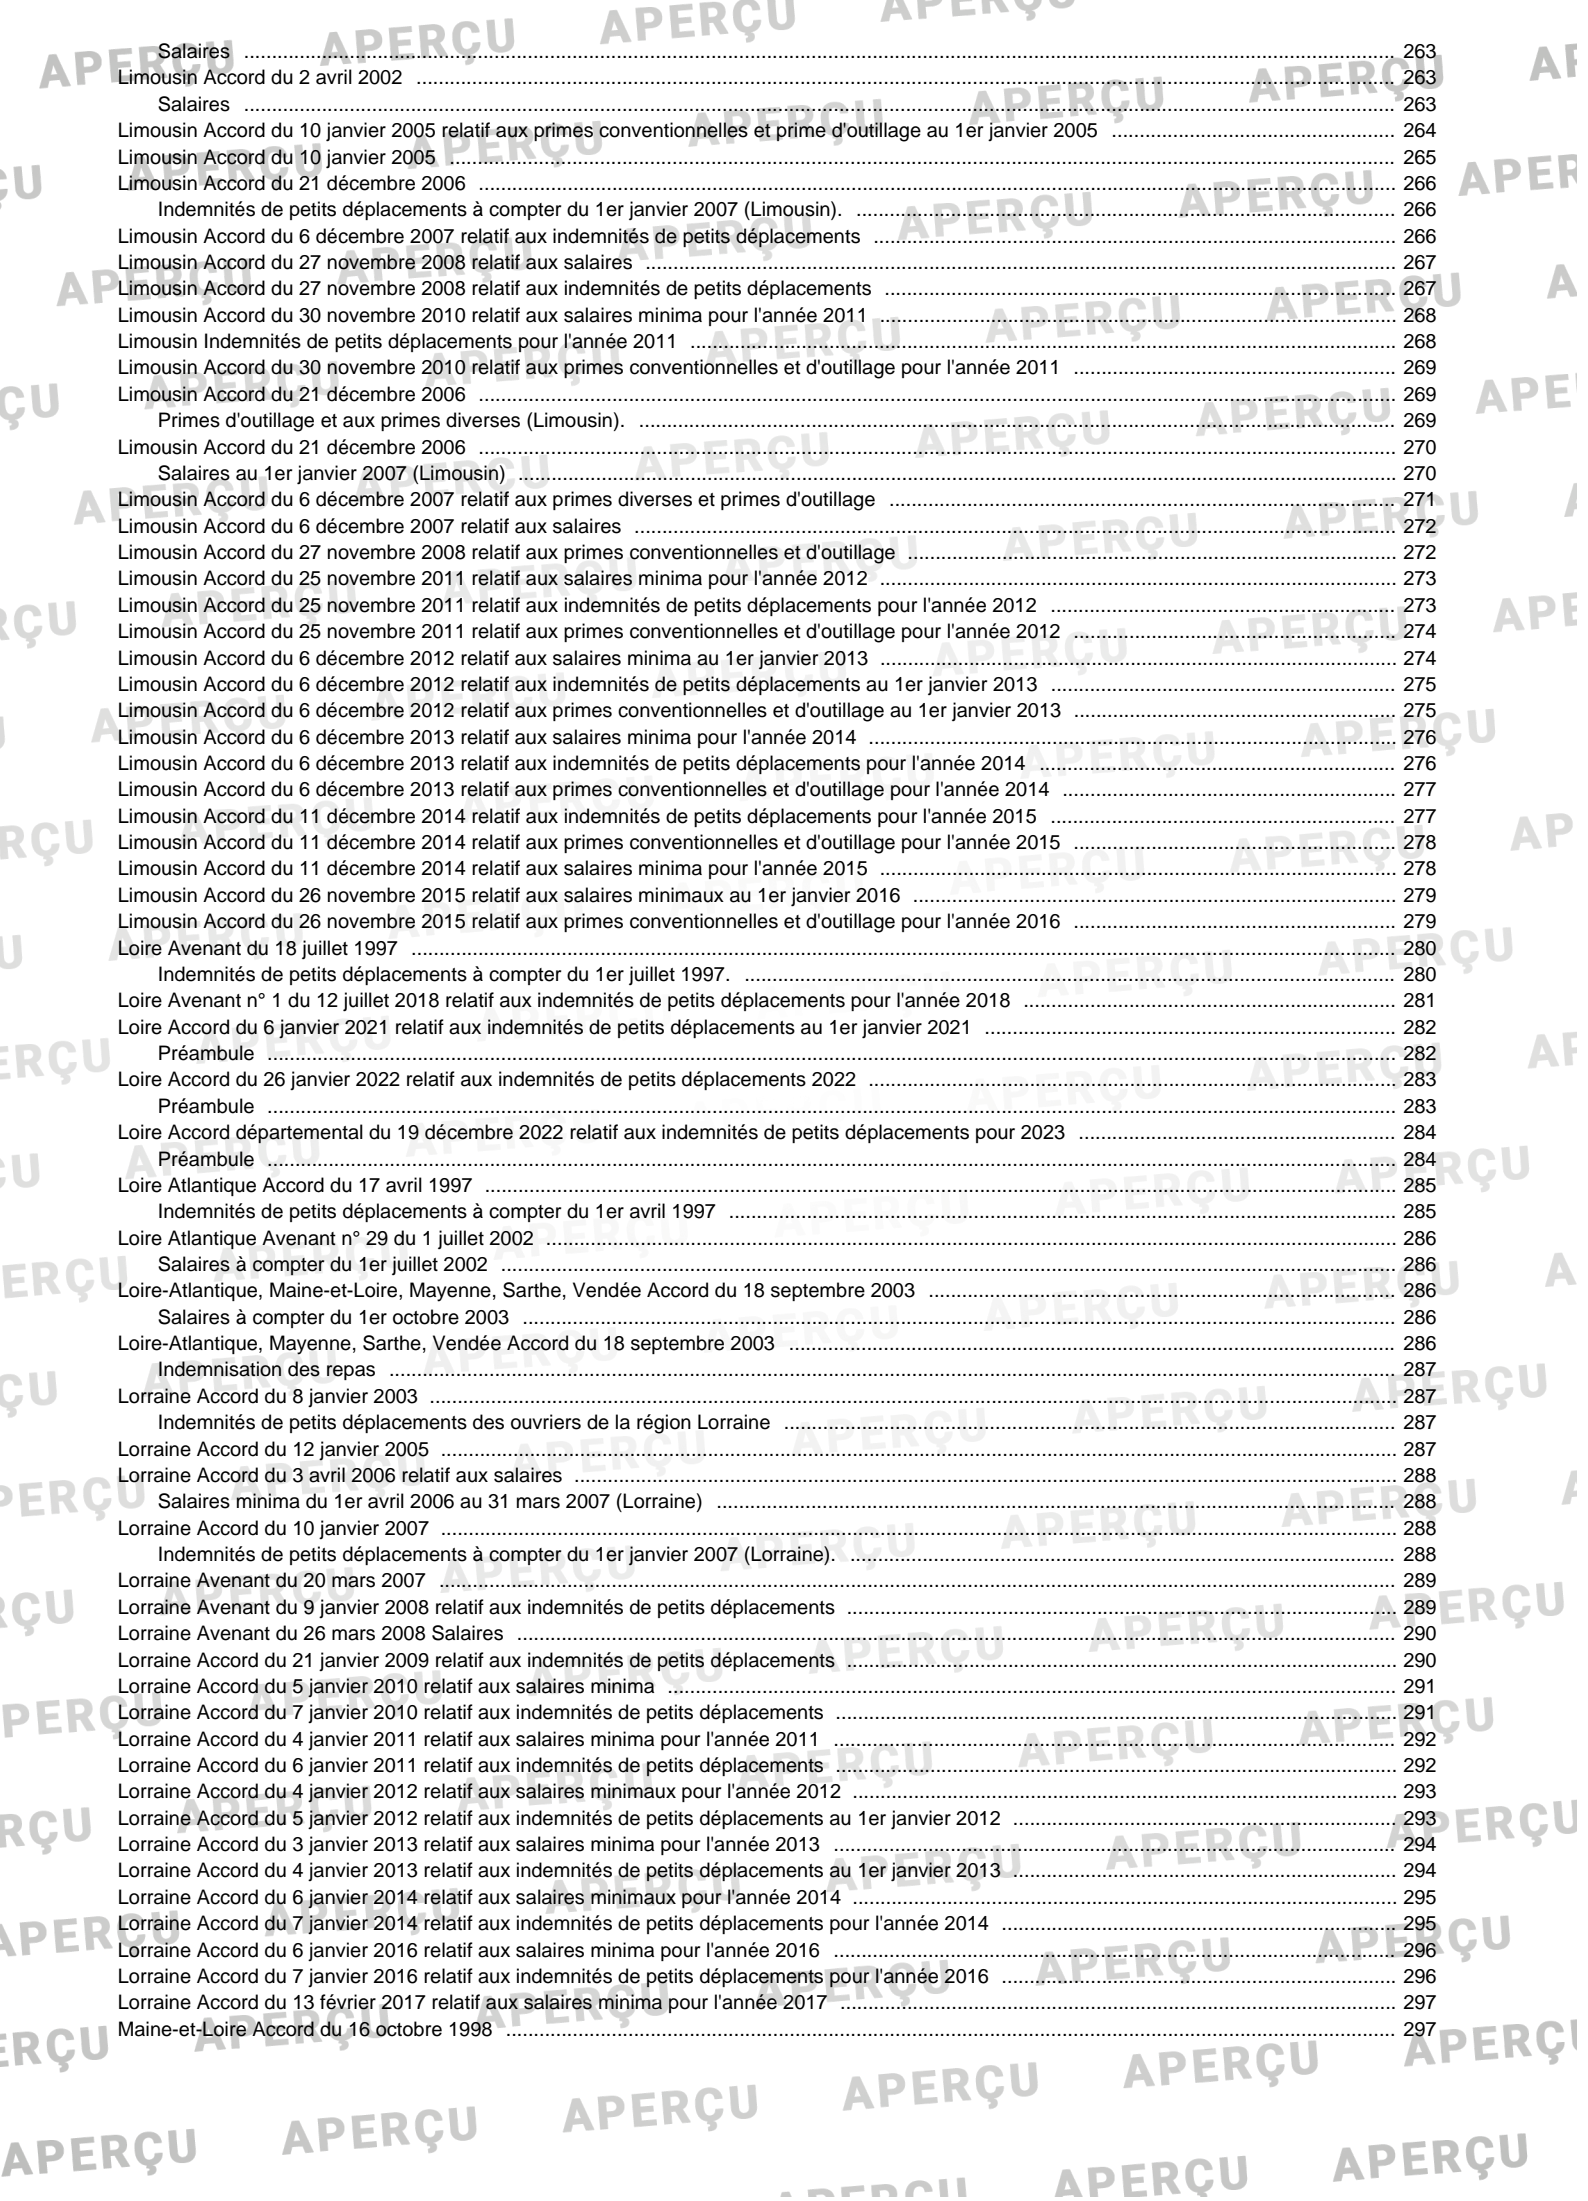 Salaires ... 263
Limousin Accord du 2 avril 2002 ... 263
Salaires ... 263
Limousin Accord du 10 janvier 2005 relatif aux primes conventionnelles et prime d'outillage au 1er janvier 2005 ... 264
Limousin Accord du 10 janvier 2005 ... 265
Limousin Accord du 21 décembre 2006 ... 266
Indemnités de petits déplacements à compter du 1er janvier 2007 (Limousin). ... 266
Limousin Accord du 6 décembre 2007 relatif aux indemnités de petits déplacements ... 266
Limousin Accord du 27 novembre 2008 relatif aux salaires ... 267
Limousin Accord du 27 novembre 2008 relatif aux indemnités de petits déplacements ... 267
Limousin Accord du 30 novembre 2010 relatif aux salaires minima pour l'année 2011 ... 268
Limousin Indemnités de petits déplacements pour l'année 2011 ... 268
Limousin Accord du 30 novembre 2010 relatif aux primes conventionnelles et d'outillage pour l'année 2011 ... 269
Limousin Accord du 21 décembre 2006 ... 269
Primes d'outillage et aux primes diverses (Limousin). ... 269
Limousin Accord du 21 décembre 2006 ... 270
Salaires au 1er janvier 2007 (Limousin) ... 270
Limousin Accord du 6 décembre 2007 relatif aux primes diverses et primes d'outillage ... 271
Limousin Accord du 6 décembre 2007 relatif aux salaires ... 272
Limousin Accord du 27 novembre 2008 relatif aux primes conventionnelles et d'outillage ... 272
Limousin Accord du 25 novembre 2011 relatif aux salaires minima pour l'année 2012 ... 273
Limousin Accord du 25 novembre 2011 relatif aux indemnités de petits déplacements pour l'année 2012 ... 273
Limousin Accord du 25 novembre 2011 relatif aux primes conventionnelles et d'outillage pour l'année 2012 ... 274
Limousin Accord du 6 décembre 2012 relatif aux salaires minima au 1er janvier 2013 ... 274
Limousin Accord du 6 décembre 2012 relatif aux indemnités de petits déplacements au 1er janvier 2013 ... 275
Limousin Accord du 6 décembre 2012 relatif aux primes conventionnelles et d'outillage au 1er janvier 2013 ... 275
Limousin Accord du 6 décembre 2013 relatif aux salaires minima pour l'année 2014 ... 276
Limousin Accord du 6 décembre 2013 relatif aux indemnités de petits déplacements pour l'année 2014 ... 276
Limousin Accord du 6 décembre 2013 relatif aux primes conventionnelles et d'outillage pour l'année 2014 ... 277
Limousin Accord du 11 décembre 2014 relatif aux indemnités de petits déplacements pour l'année 2015 ... 277
Limousin Accord du 11 décembre 2014 relatif aux primes conventionnelles et d'outillage pour l'année 2015 ... 278
Limousin Accord du 11 décembre 2014 relatif aux salaires minima pour l'année 2015 ... 278
Limousin Accord du 26 novembre 2015 relatif aux salaires minimaux au 1er janvier 2016 ... 279
Limousin Accord du 26 novembre 2015 relatif aux primes conventionnelles et d'outillage pour l'année 2016 ... 279
Loire Avenant du 18 juillet 1997 ... 280
Indemnités de petits déplacements à compter du 1er juillet 1997. ... 280
Loire Avenant n° 1 du 12 juillet 2018 relatif aux indemnités de petits déplacements pour l'année 2018 ... 281
Loire Accord du 6 janvier 2021 relatif aux indemnités de petits déplacements au 1er janvier 2021 ... 282
Préambule ... 282
Loire Accord du 26 janvier 2022 relatif aux indemnités de petits déplacements 2022 ... 283
Préambule ... 283
Loire Accord départemental du 19 décembre 2022 relatif aux indemnités de petits déplacements pour 2023 ... 284
Préambule ... 284
Loire Atlantique Accord du 17 avril 1997 ... 285
Indemnités de petits déplacements à compter du 1er avril 1997 ... 285
Loire Atlantique Avenant n° 29 du 1 juillet 2002 ... 286
Salaires à compter du 1er juillet 2002 ... 286
Loire-Atlantique, Maine-et-Loire, Mayenne, Sarthe, Vendée Accord du 18 septembre 2003 ... 286
Salaires à compter du 1er octobre 2003 ... 286
Loire-Atlantique, Mayenne, Sarthe, Vendée Accord du 18 septembre 2003 ... 286
Indemnisation des repas ... 287
Lorraine Accord du 8 janvier 2003 ... 287
Indemnités de petits déplacements des ouvriers de la région Lorraine ... 287
Lorraine Accord du 12 janvier 2005 ... 287
Lorraine Accord du 3 avril 2006 relatif aux salaires ... 288
Salaires minima du 1er avril 2006 au 31 mars 2007 (Lorraine) ... 288
Lorraine Accord du 10 janvier 2007 ... 288
Indemnités de petits déplacements à compter du 1er janvier 2007 (Lorraine). ... 288
Lorraine Avenant du 20 mars 2007 ... 289
Lorraine Avenant du 9 janvier 2008 relatif aux indemnités de petits déplacements ... 289
Lorraine Avenant du 26 mars 2008 Salaires ... 290
Lorraine Accord du 21 janvier 2009 relatif aux indemnités de petits déplacements ... 290
Lorraine Accord du 5 janvier 2010 relatif aux salaires minima ... 291
Lorraine Accord du 7 janvier 2010 relatif aux indemnités de petits déplacements ... 291
Lorraine Accord du 4 janvier 2011 relatif aux salaires minima pour l'année 2011 ... 292
Lorraine Accord du 6 janvier 2011 relatif aux indemnités de petits déplacements ... 292
Lorraine Accord du 4 janvier 2012 relatif aux salaires minimaux pour l'année 2012 ... 293
Lorraine Accord du 5 janvier 2012 relatif aux indemnités de petits déplacements au 1er janvier 2012 ... 293
Lorraine Accord du 3 janvier 2013 relatif aux salaires minima pour l'année 2013 ... 294
Lorraine Accord du 4 janvier 2013 relatif aux indemnités de petits déplacements au 1er janvier 2013 ... 294
Lorraine Accord du 6 janvier 2014 relatif aux salaires minimaux pour l'année 2014 ... 295
Lorraine Accord du 7 janvier 2014 relatif aux indemnités de petits déplacements pour l'année 2014 ... 295
Lorraine Accord du 6 janvier 2016 relatif aux salaires minima pour l'année 2016 ... 296
Lorraine Accord du 7 janvier 2016 relatif aux indemnités de petits déplacements pour l'année 2016 ... 296
Lorraine Accord du 13 février 2017 relatif aux salaires minima pour l'année 2017 ... 297
Maine-et-Loire Accord du 16 octobre 1998 ... 297
APERÇU